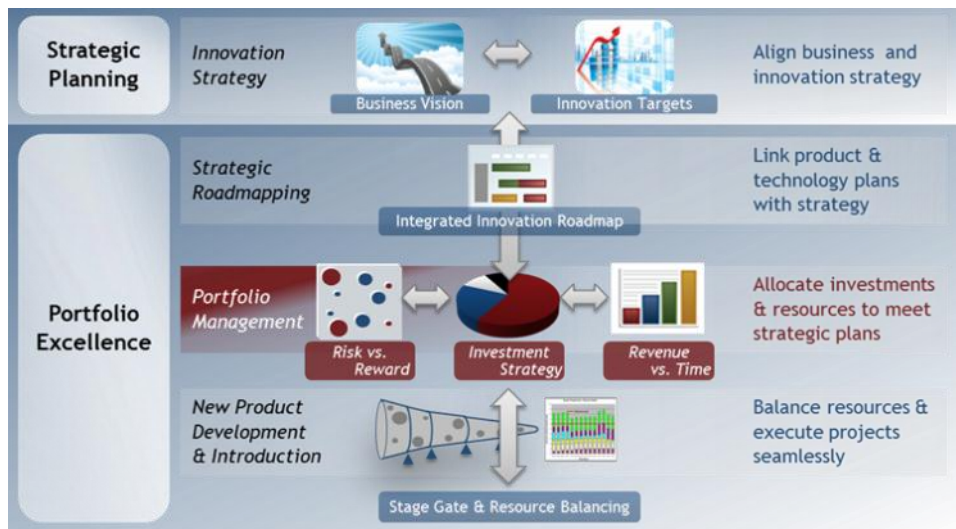 Strategic
Planning
Innovation
Strategy
Business Vision
Innovation Targets
Align business and
innovation strategy
Portfolio
Excellence
Strategic
Roadmapping
Integrated Innovation Roadmap
Link product &
technology plans
with strategy
Portfolio
Management
Risk vs.
Reward
Investment
Strategy
Revenue
vs. Time
Allocate investments
& resources to meet
strategic plans
New Product
Development
& Introduction
Stage Gate & Resource Balancing
Balance resources &
execute projects
seamlessly